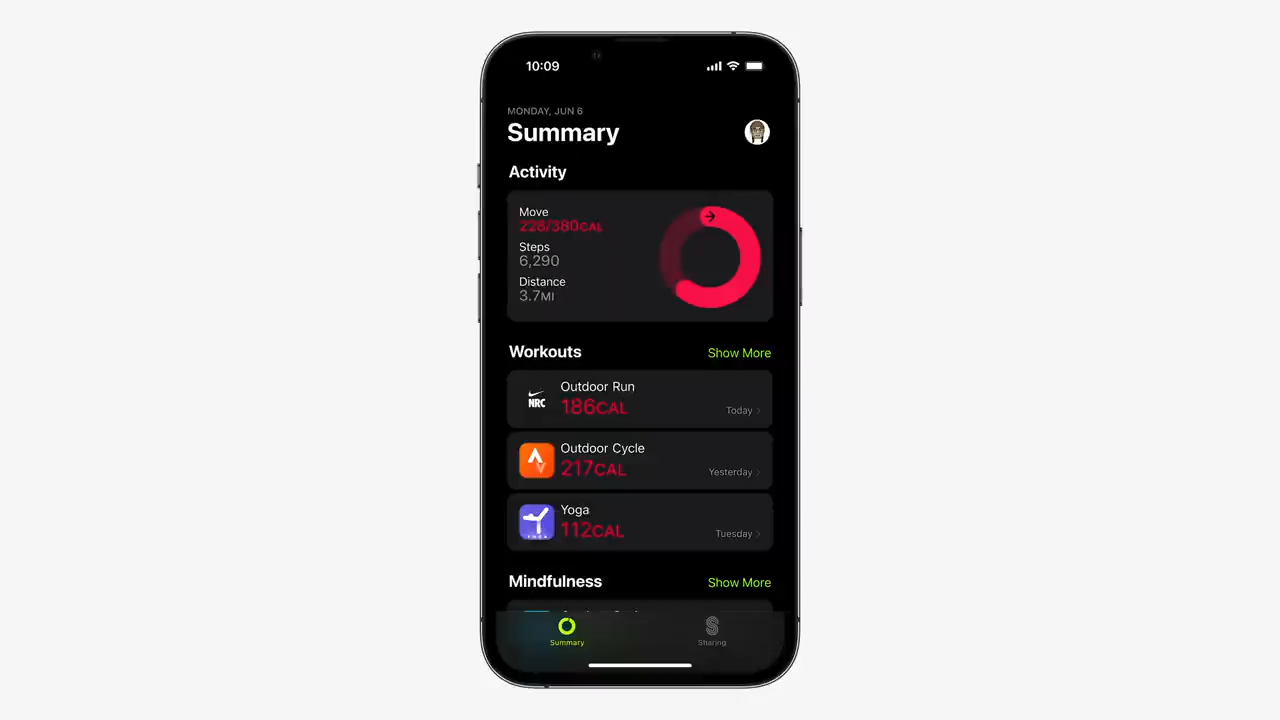 10:09
MONDAY, JUN 6
Summary
Activity
Move
228/380CAL
Steps
6,290
Distance
3.7MI
Workouts Show More
NRC
Outdoor Run
186CAL
Today
Outdoor Cycle
217CAL
Yesterday
YOGA
Yoga
112CAL
Tuesday
Mindfulness Show More
Summary Sharing